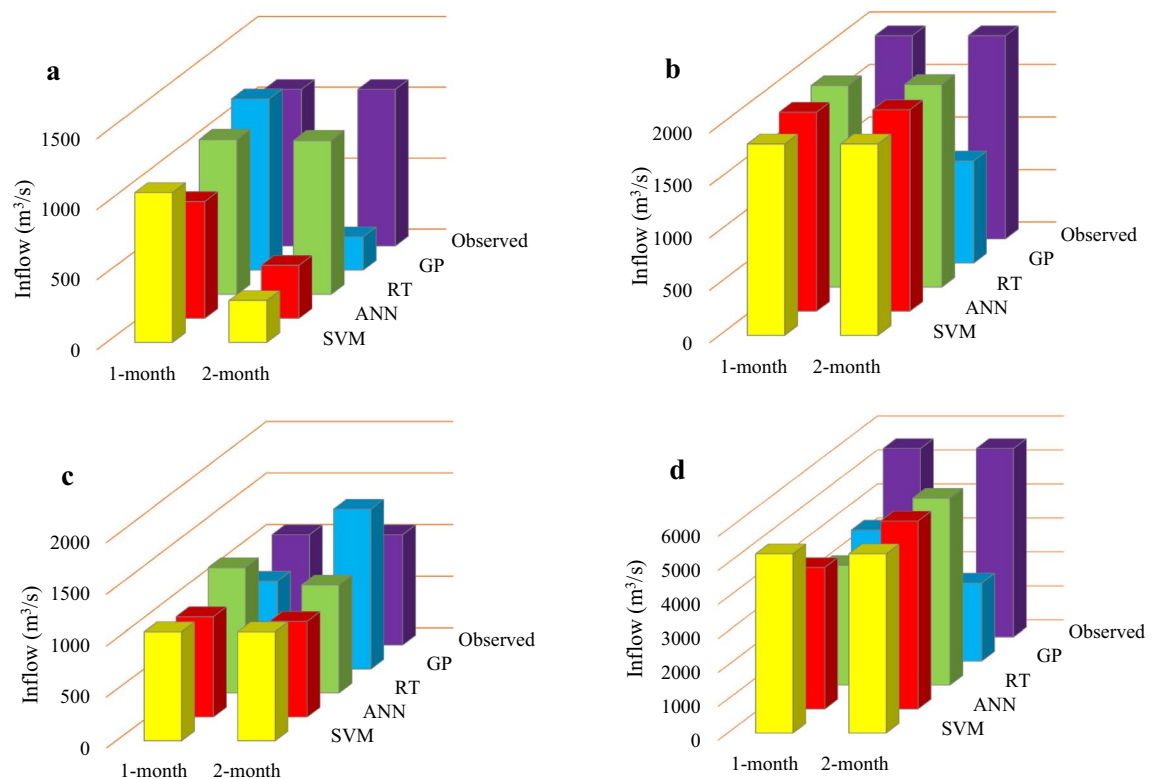 a
Inflow (m³/s)
1500
1000
500
0
1-month
2-month
SVM
ANN
RT
GP
Observed
b
Inflow (m³/s)
2000
1500
1000
500
0
1-month
2-month
SVM
ANN
RT
GP
Observed
c
Inflow (m³/s)
2000
1500
1000
500
0
1-month
2-month
SVM
ANN
RT
GP
Observed
d
Inflow (m³/s)
6000
5000
4000
3000
2000
1000
0
1-month
2-month
SVM
ANN
RT
GP
Observed